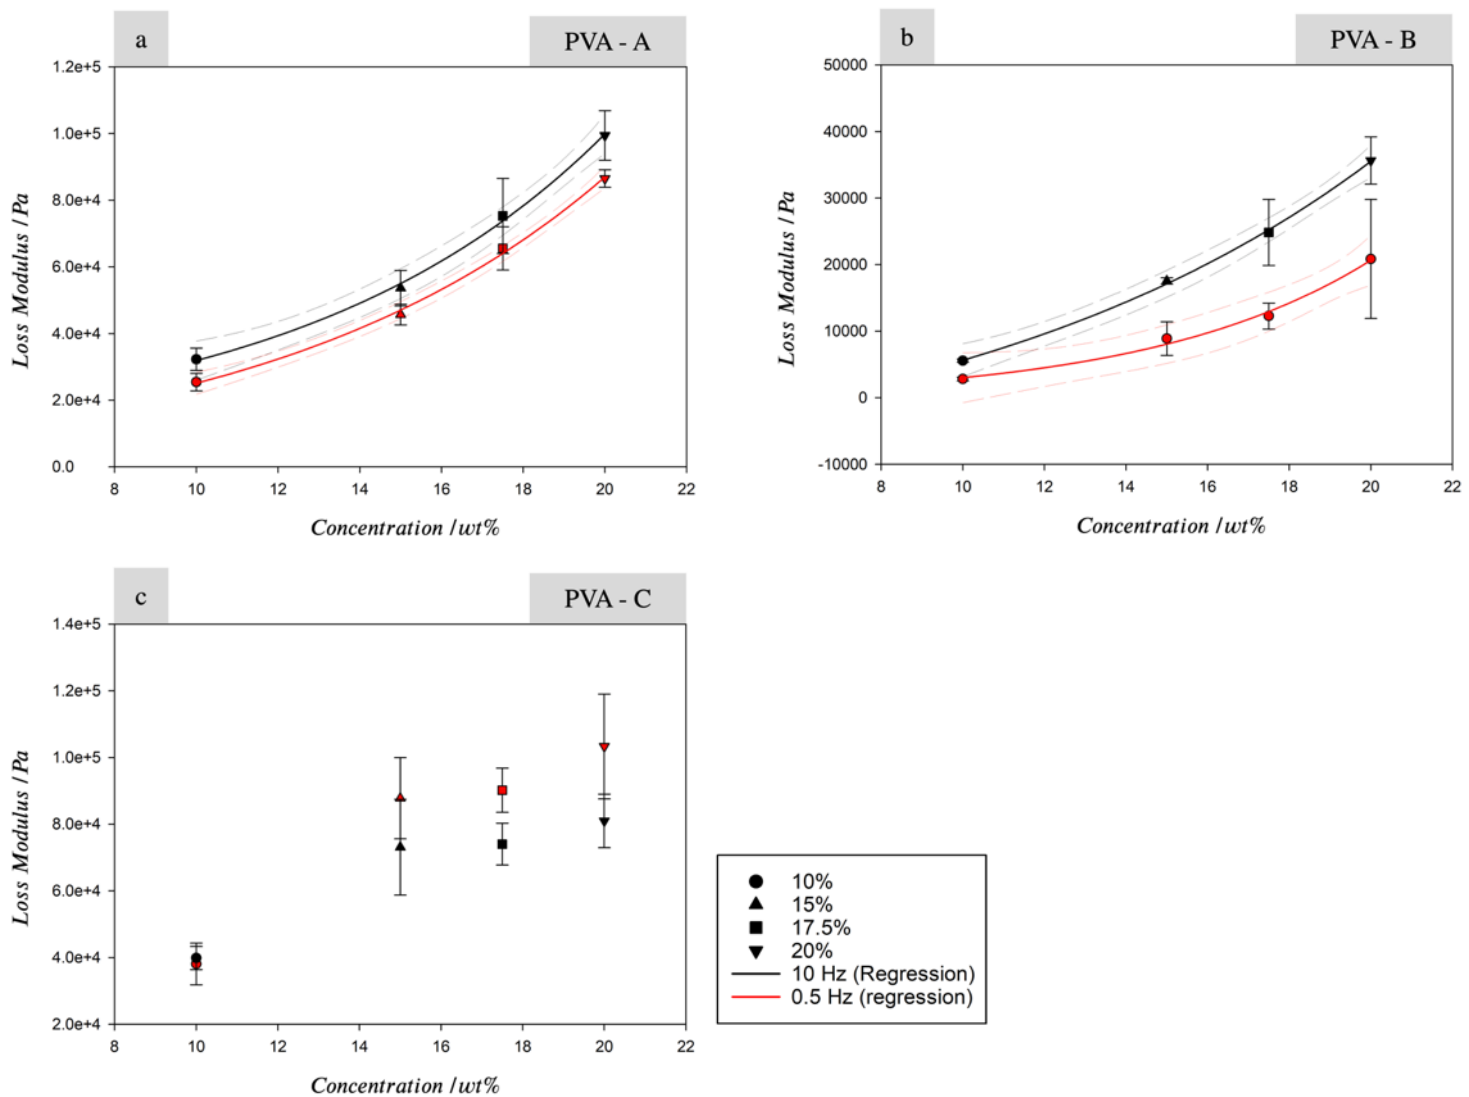 a
PVA - A
1.2e+5
1.0e+5
8.0e+4
6.0e+4
4.0e+4
2.0e+4
0.0
8 10 12 14 16 18 20 22
Loss Modulus / Pa
Concentration / wt%
b
PVA - B
50000
40000
30000
20000
10000
0
-10000
8 10 12 14 16 18 20 22
Loss Modulus / Pa
Concentration / wt%
c
PVA - C
1.4e+5
1.2e+5
1.0e+5
8.0e+4
6.0e+4
4.0e+4
2.0e+4
8 10 12 14 16 18 20 22
Loss Modulus / Pa
Concentration / wt%
10%
15%
17.5%
20%
10 Hz (Regression)
0.5 Hz (regression)